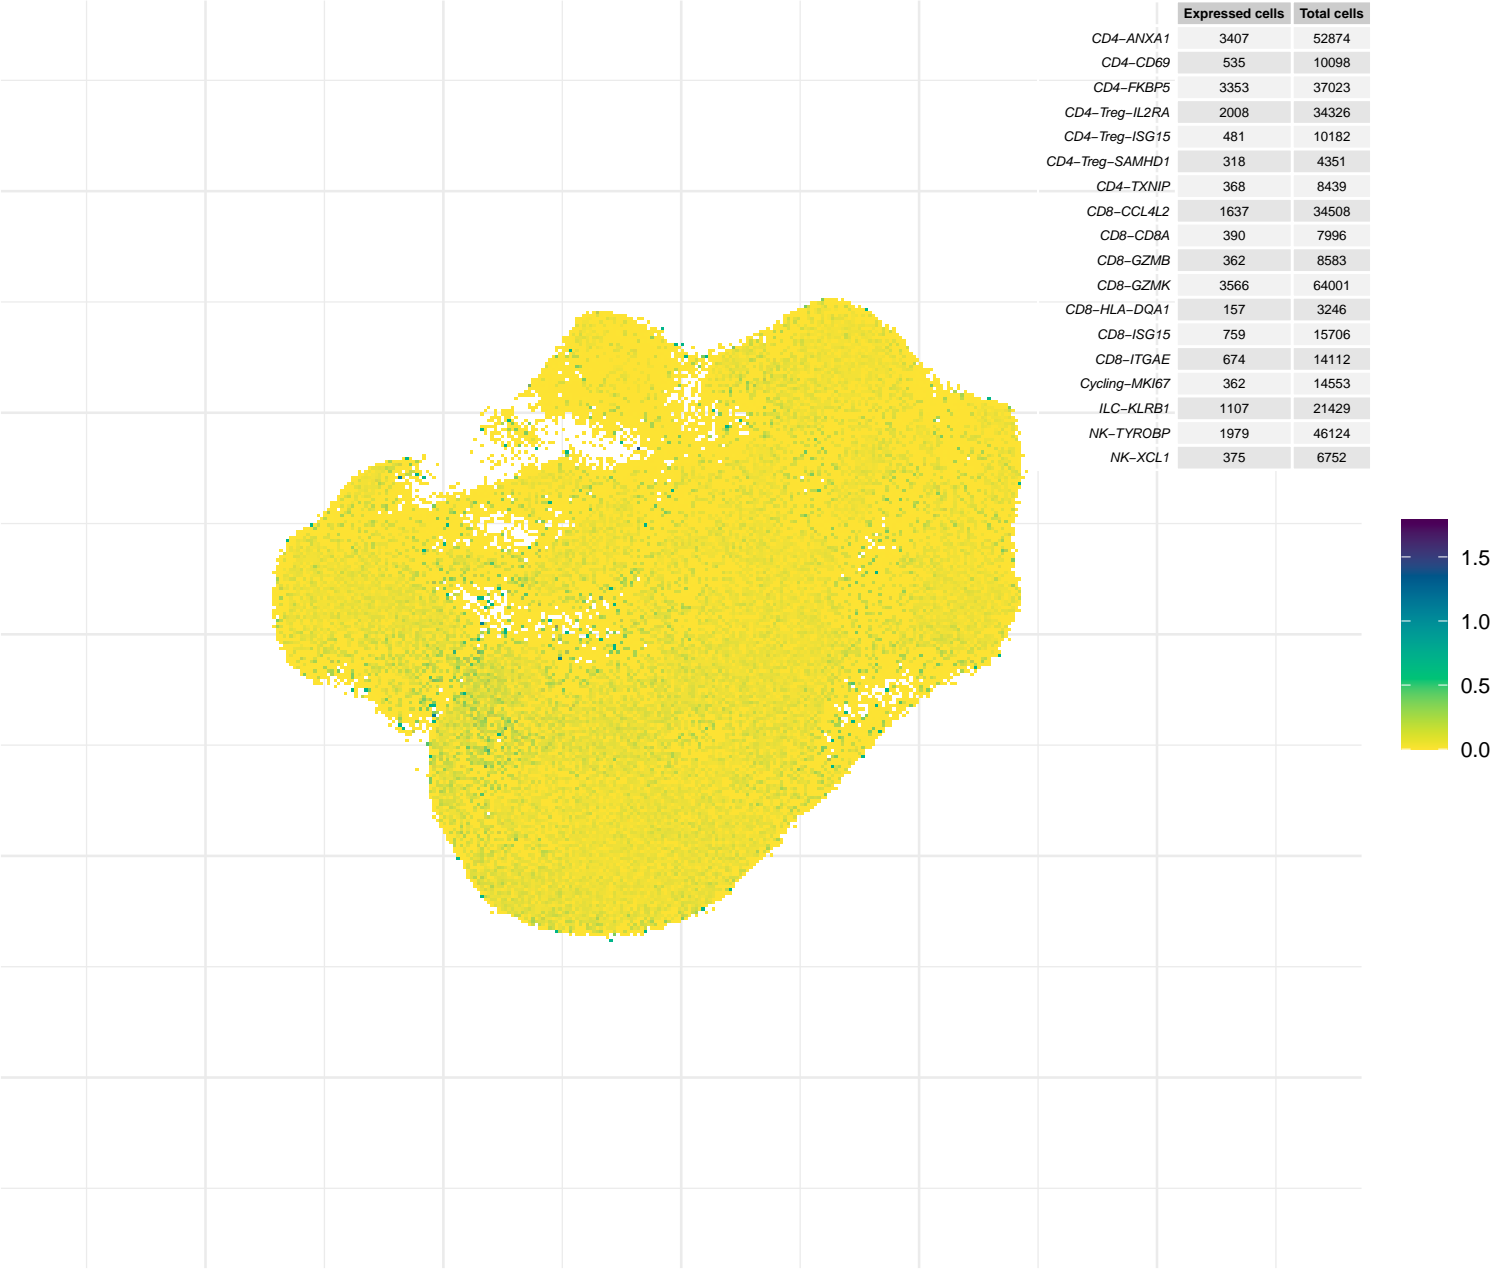 Expressed cells Total cells
CD4−ANXA1 3407 52874
CD4−CD69 535 10098
CD4−FKBP5 3353 37023
CD4−Treg−IL2RA 2008 34326
CD4−Treg−ISG15 481 10182
CD4−Treg−SAMHD1 318 4351
CD4−TXNIP 368 8439
CD8−CCL4L2 1637 34508
CD8−CD8A 390 7996
CD8−GZMB 362 8583
CD8−GZMK 3566 64001
CD8−HLA−DQA1 157 3246
CD8−ISG15 759 15706
CD8−ITGAE 674 14112
Cycling−MKI67 362 14553
ILC−KLRB1 1107 21429
NK−TYROBP 1979 46124
NK−XCL1 375 6752
1.5
1.0
0.5
0.0